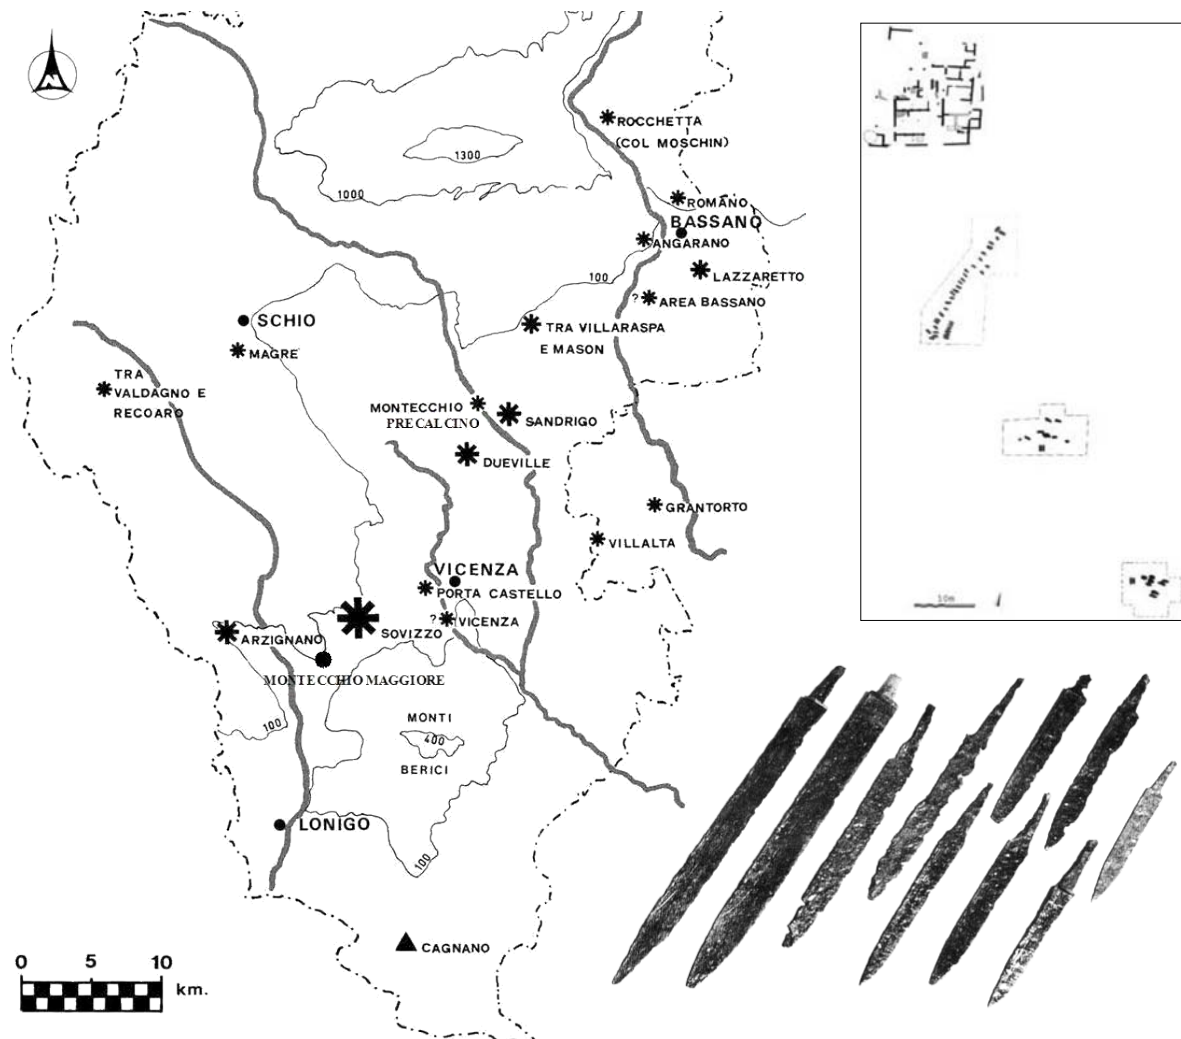 N
ROCCHETTA
(COL MOSCHIN)
1300
1000
ROMANO
BASSANO
ANGARANO
LAZZARETTO
100
? AREA BASSANO
SCHIO
TRA VILLARASPA
E MASON
MAGRE'
TRA
VALDAGNO E
RECOARO
MONTECCHIO
PRECALCINO
SANDRIGO
DUEVILLE
GRANTORTO
VILLALTA
VICENZA
PORTA CASTELLO
? VICENZA
SOVIZZO
ARZIGNANO
MONTECCHIO MAGGIORE
100
MONTI
400
BERICI
LONIGO
100
CAGNANO
0 5 10
km.
10m